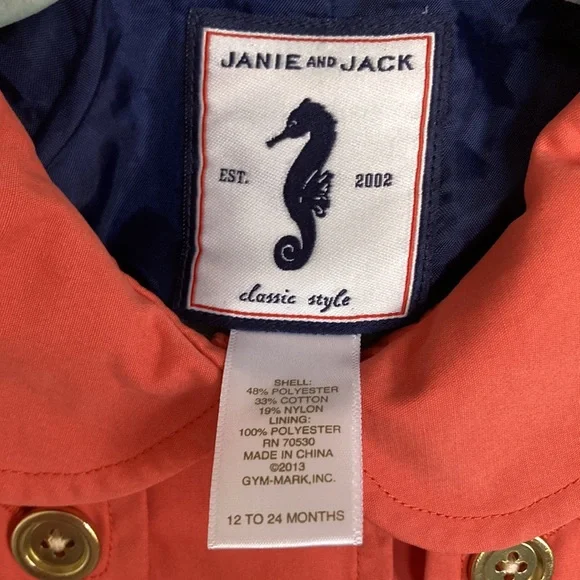 JANIE AND JACK
EST. 2002
classic style
SHELL:
48% POLYESTER
33% COTTON
19% NYLON
LINING:
100% POLYESTER
RN 70530
MADE IN CHINA
©2013
GYM-MARK,INC.
12 TO 24 MONTHS